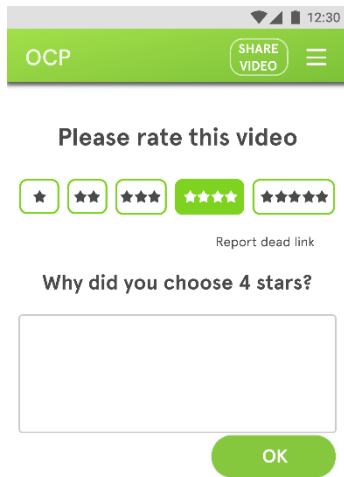 12:30
OCP
SHARE
VIDEO
Please rate this video
Report dead link
Why did you choose 4 stars?
OK